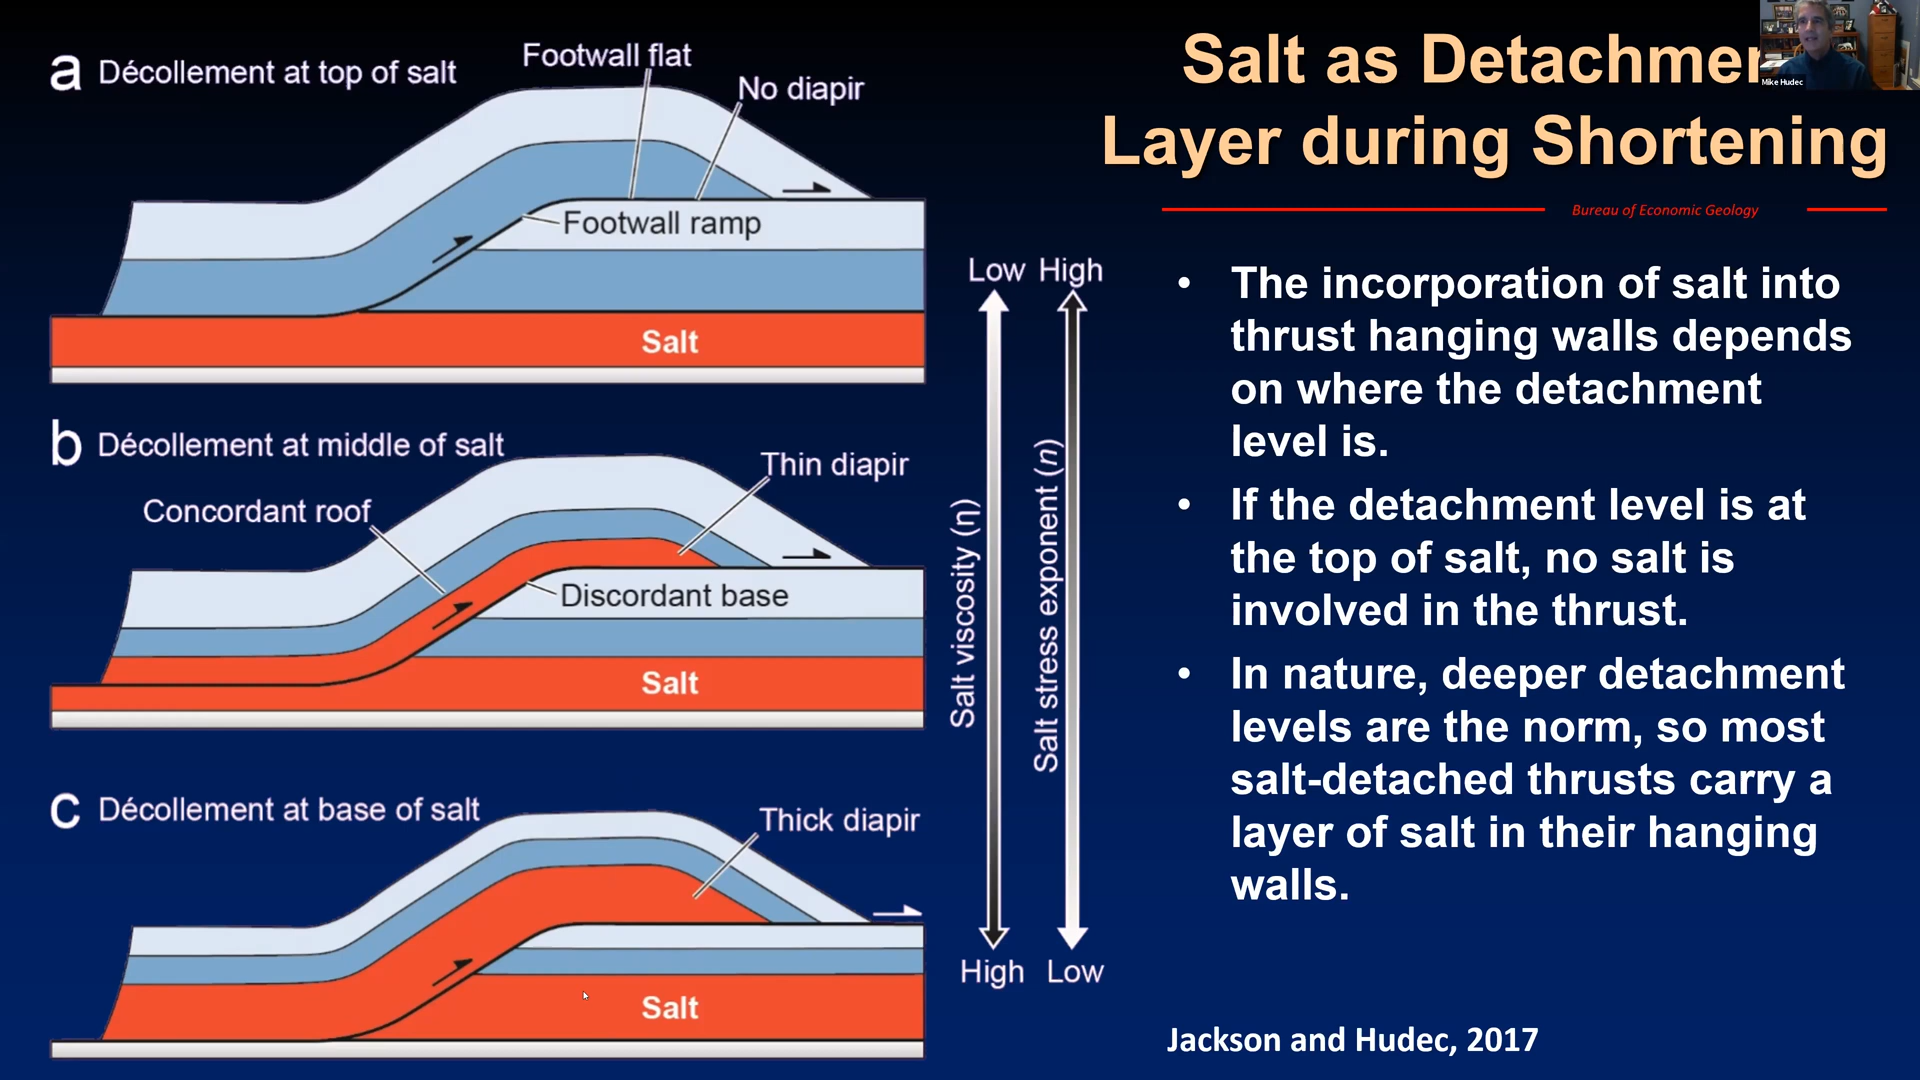 a Décollement at top of salt
Footwall flat
No diapir
Footwall ramp
Salt
b Décollement at middle of salt
Thin diapir
Concordant roof
Discordant base
Salt
c Décollement at base of salt
Thick diapir
Salt
Low High
Salt viscosity (n)
Salt stress exponent (n)
High Low
Salt as Detachmen
Layer during Shortening
Bureau of Economic Geology
• The incorporation of salt into
thrust hanging walls depends
on where the detachment
level is.
• If the detachment level is at
the top of salt, no salt is
involved in the thrust.
• In nature, deeper detachment
levels are the norm, so most
salt-detached thrusts carry a
layer of salt in their hanging
walls.
Jackson and Hudec, 2017
Mike Hudec